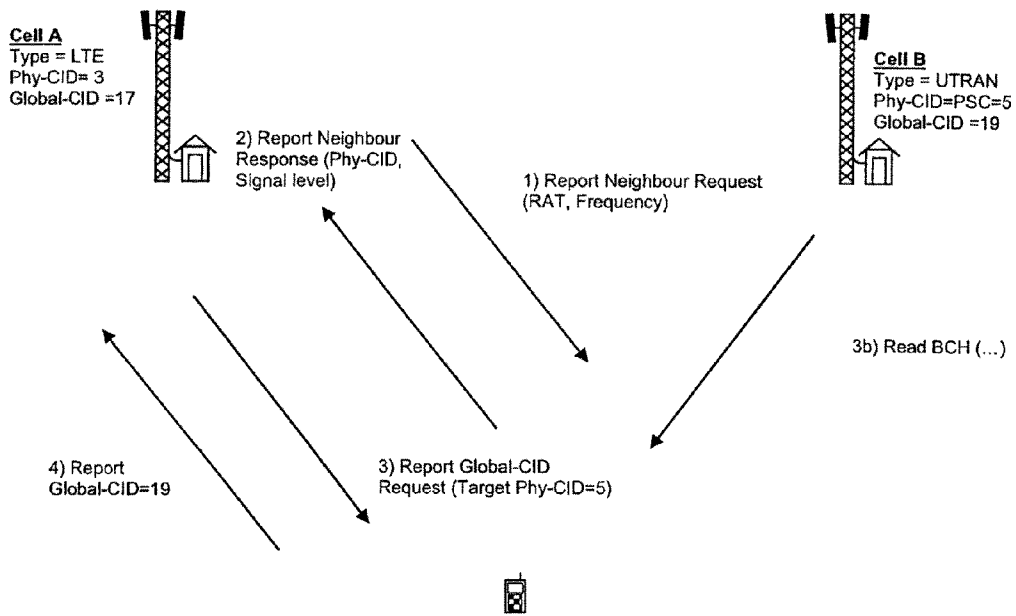 Cell A
Type = LTE
Phy-CID= 3
Global-CID =17
Cell B
Type = UTRAN
Phy-CID=PSC=5
Global-CID =19
2) Report Neighbour
Response (Phy-CID,
Signal level)
1) Report Neighbour Request
(RAT, Frequency)
3b) Read BCH (...)
4) Report
Global-CID=19
3) Report Global-CID
Request (Target Phy-CID=5)